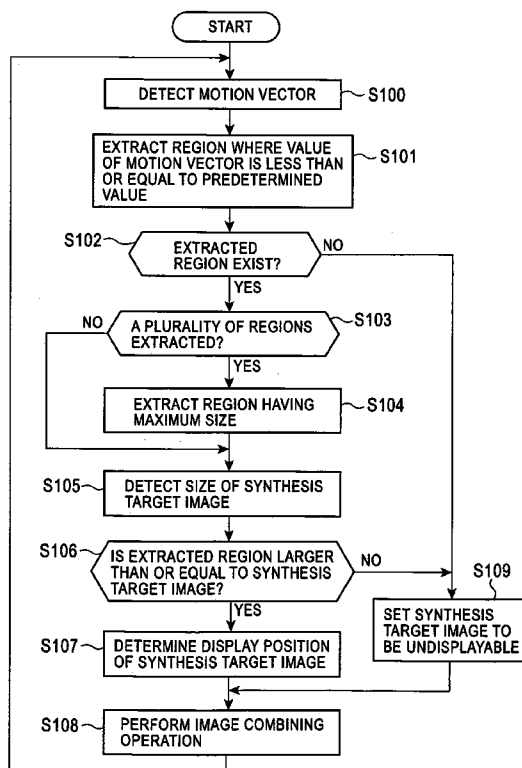 START
DETECT MOTION VECTOR
S100
EXTRACT REGION WHERE VALUE
OF MOTION VECTOR IS LESS THAN
OR EQUAL TO PREDETERMINED
VALUE
S101
S102
EXTRACTED
REGION EXIST?
NO
YES
NO
A PLURALITY OF REGIONS
EXTRACTED?
S103
YES
EXTRACT REGION HAVING
MAXIMUM SIZE
S104
S105
DETECT SIZE OF SYNTHESIS
TARGET IMAGE
S106
IS EXTRACTED REGION LARGER
THAN OR EQUAL TO SYNTHESIS
TARGET IMAGE?
NO
YES
S109
SET SYNTHESIS
TARGET IMAGE TO
BE UNDISPLAYABLE
S107
DETERMINE DISPLAY POSITION
OF SYNTHESIS TARGET IMAGE
S108
PERFORM IMAGE COMBINING
OPERATION